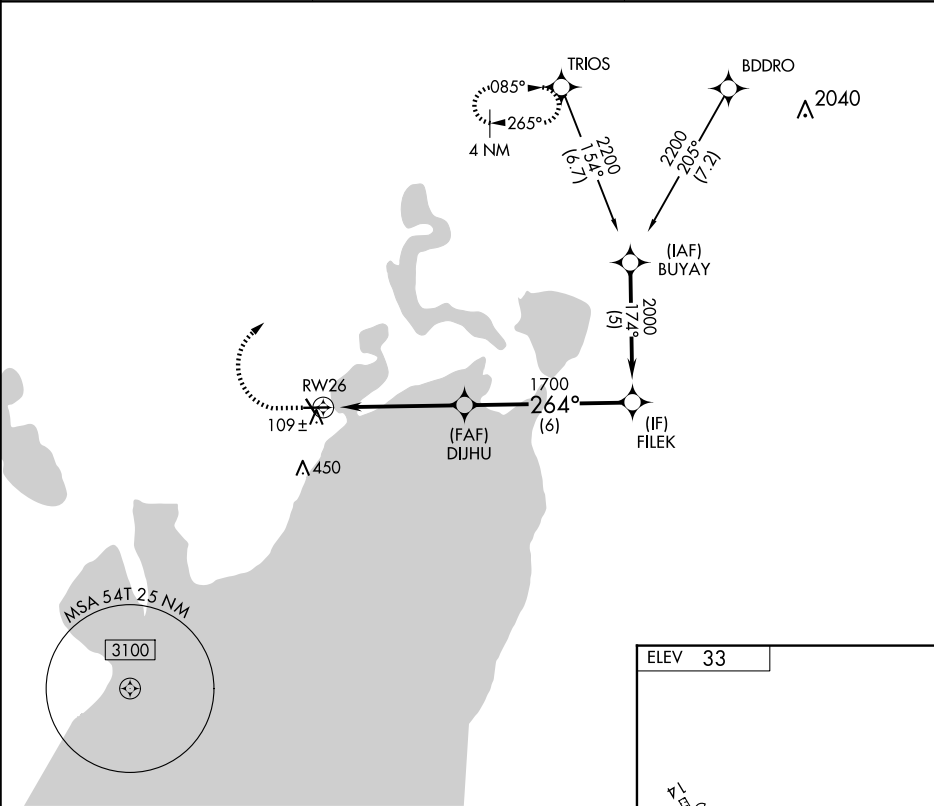 TRIOS
BDDRO
085°
265°
4 NM
2040
2200
154°
(6.7)
2200
205°
(7.2)
(IAF)
BUYAY
2000
174°
(5)
RW26
109±
450
1700
264°
(6)
(FAF)
DIJHU
(IF)
FILEK
MSA 54T 25 NM
3100
ELEV 33
14